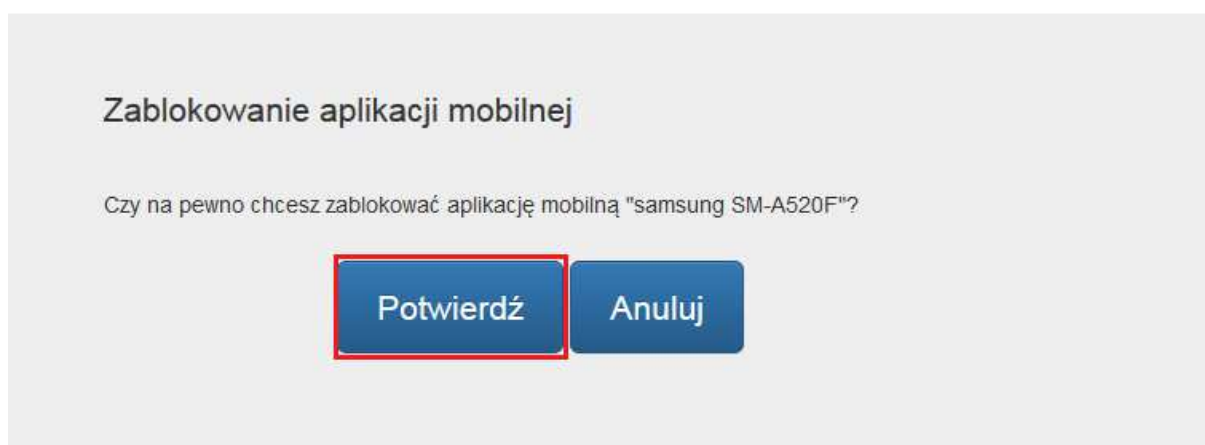 Zablokowanie aplikacji mobilnej
Czy na pewno chcesz zablokować aplikację mobilną "samsung SM-A520F"?
Potwierdź Anuluj